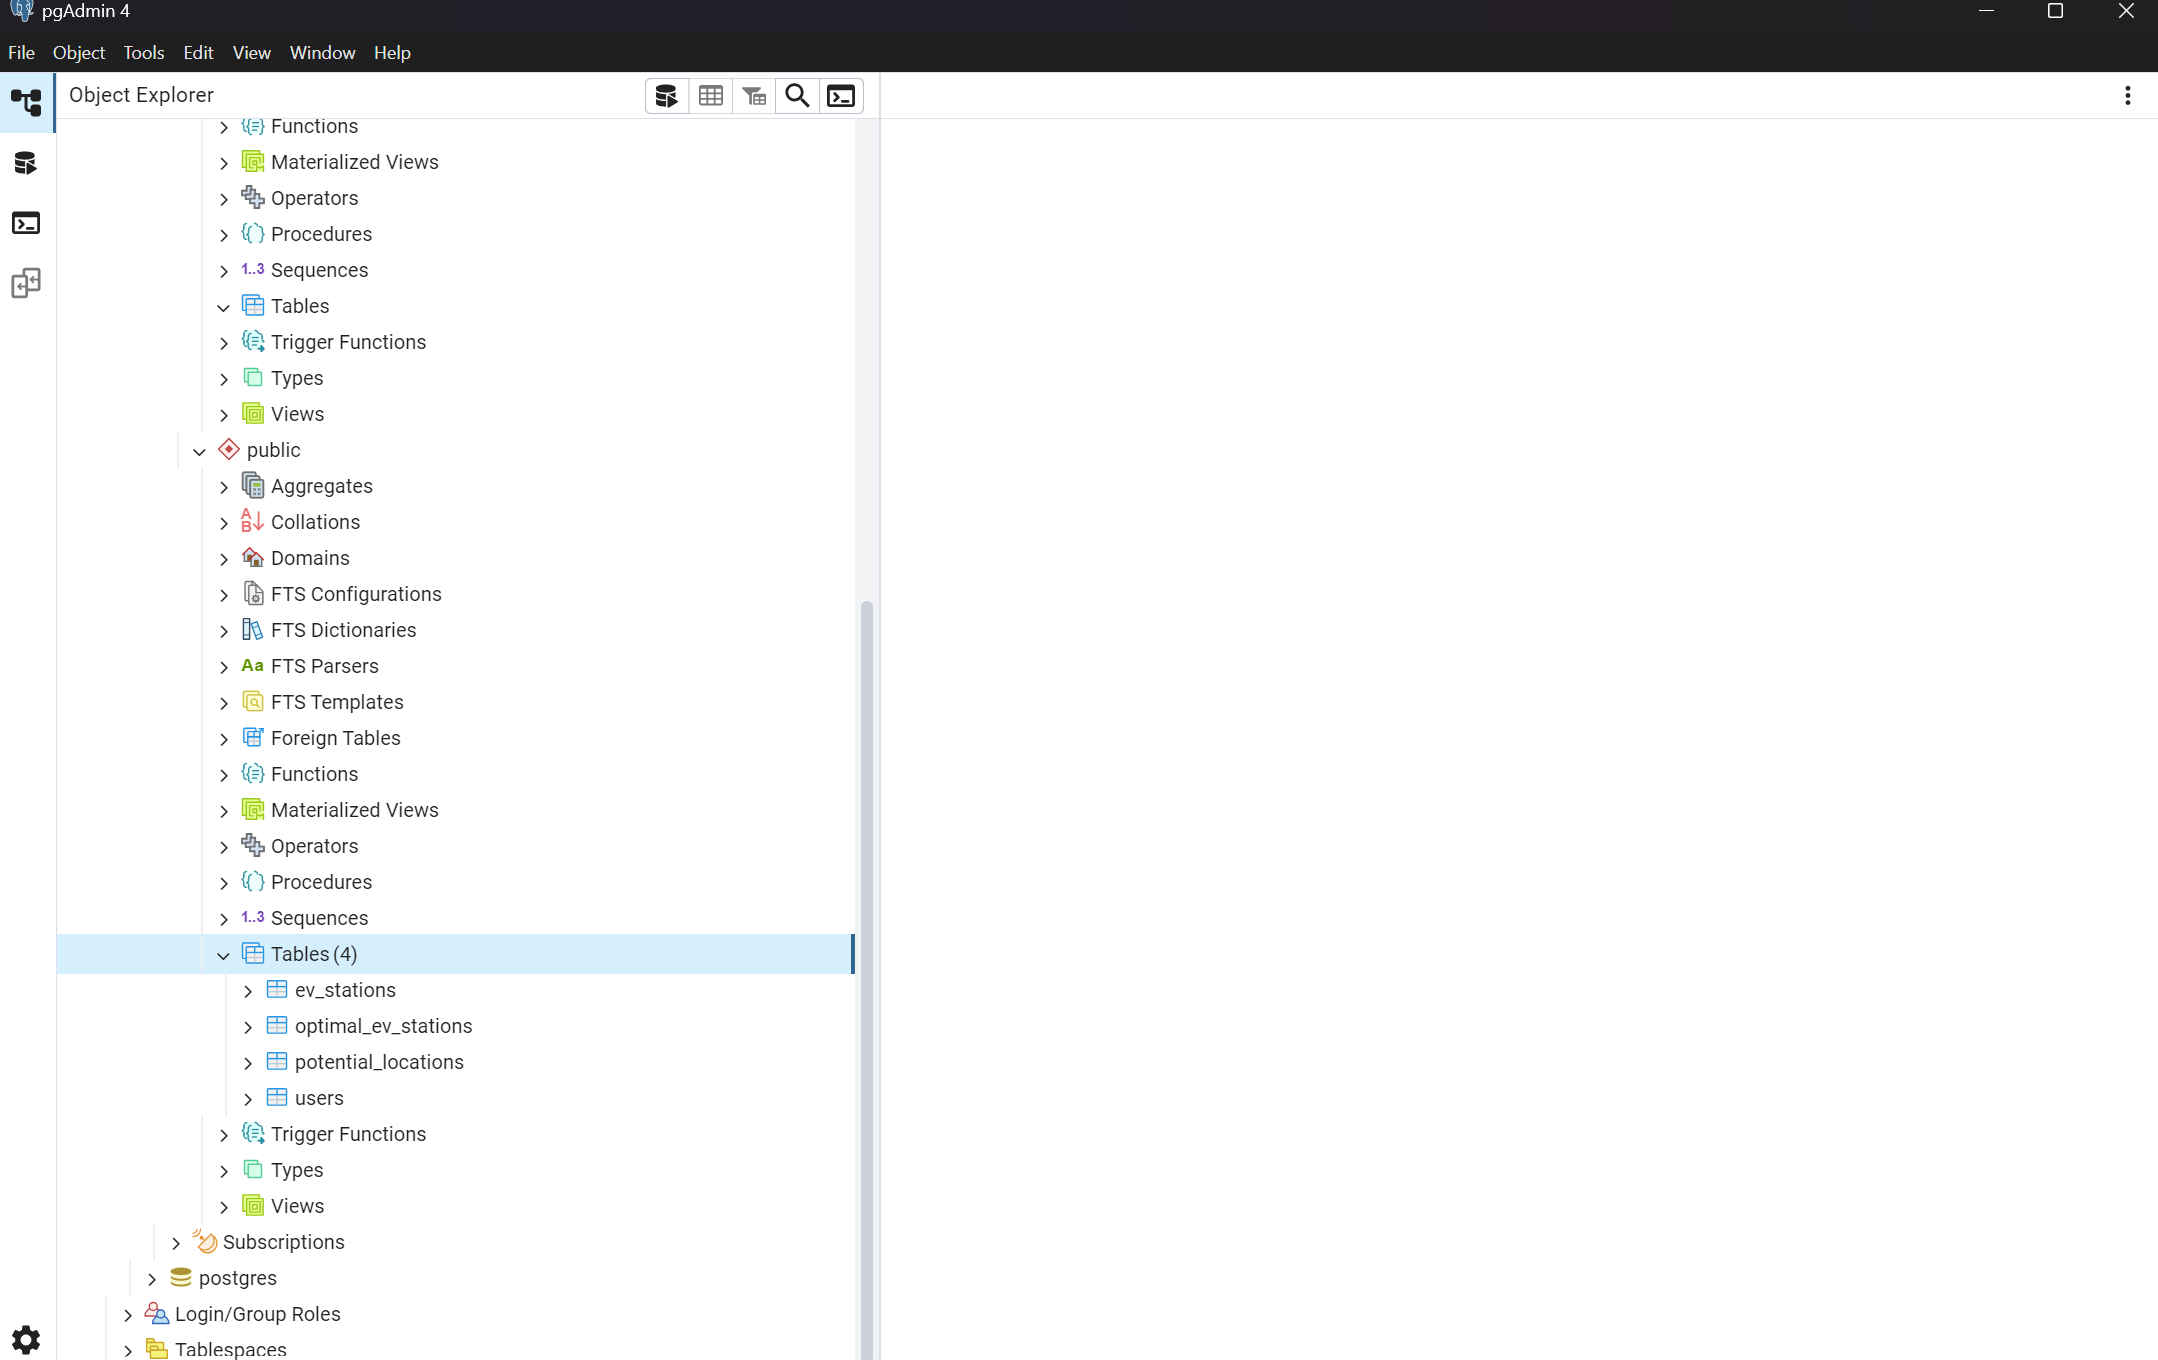 pgAdmin 4
File Object Tools Edit View Window Help
Object Explorer
Functions
Materialized Views
Operators
Procedures
1..3 Sequences
Tables
Trigger Functions
Types
Views
public
Aggregates
AB Collations
Domains
FTS Configurations
FTS Dictionaries
Aa FTS Parsers
FTS Templates
Foreign Tables
Functions
Materialized Views
Operators
Procedures
1..3 Sequences
Tables (4)
ev_stations
optimal_ev_stations
potential_locations
users
Trigger Functions
Types
Views
Subscriptions
postgres
Login/Group Roles
Tablespaces